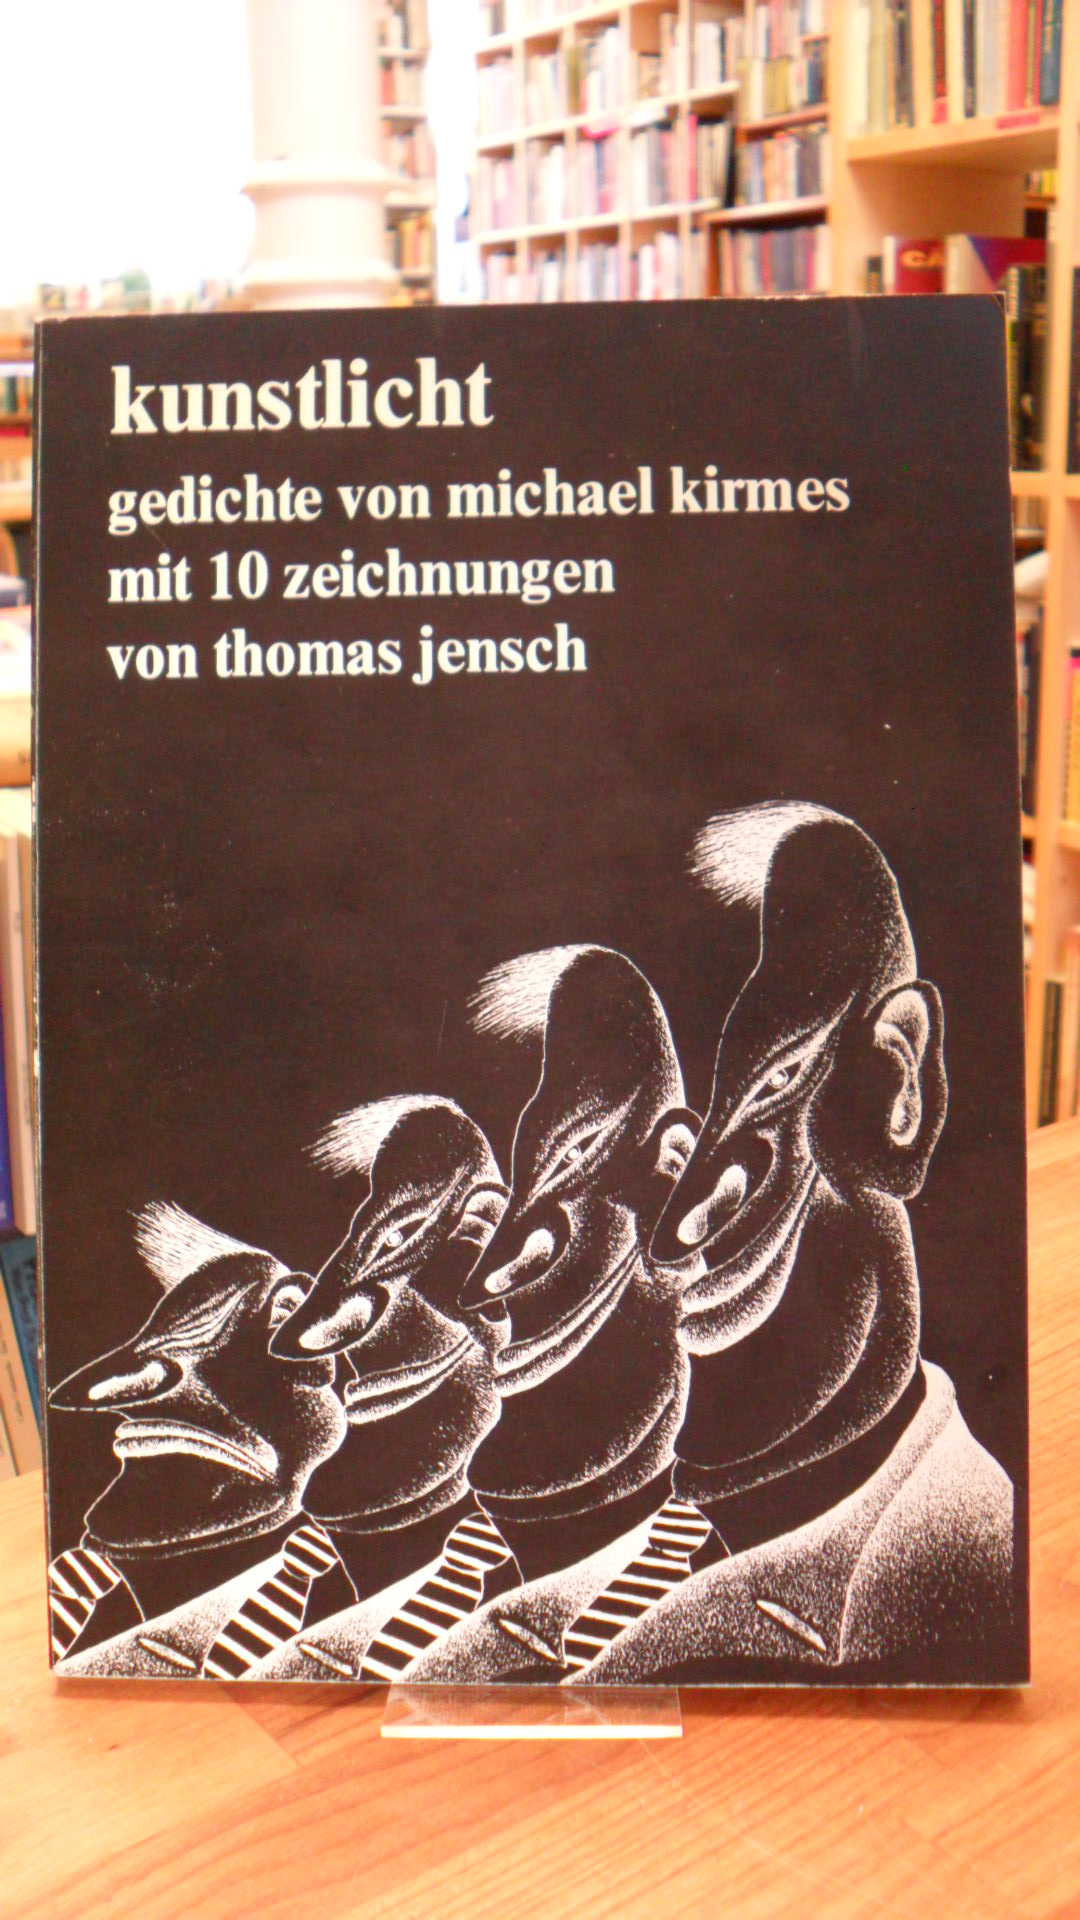 kunstlicht
gedichte von michael kirmes
mit 10 zeichnungen
von thomas jensch